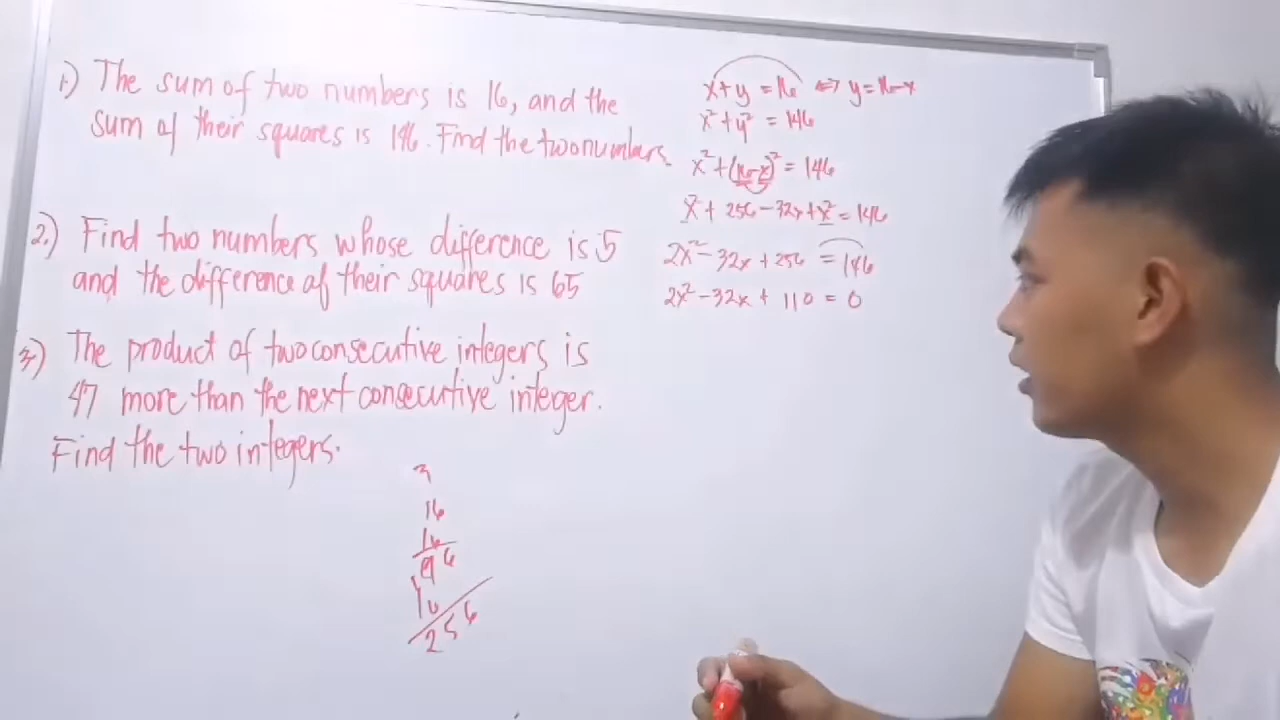 1.) The sum of two numbers is 16, and the
sum of their squares is 146. Find the two numbers.
2.) Find two numbers whose difference is 5
and the difference of their squares is 65
3.) The product of two consecutive integers is
47 more than the next consecutive integer.
Find the two integers.
x+y = 16 ⟷ y=16-x
x²+y² = 146
x²+(16-x)² = 146
x²+ 256-32x+x² = 146
2x²-32x+256 = 146
2x²-32x+ 110 = 0
3
16
16
96
16
256